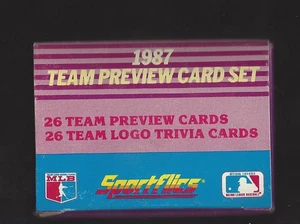 1987
TEAM PREVIEW CARD SET
26 TEAM PREVIEW CARDS
26 TEAM LOGO TRIVIA CARDS
MLB
Sportflics